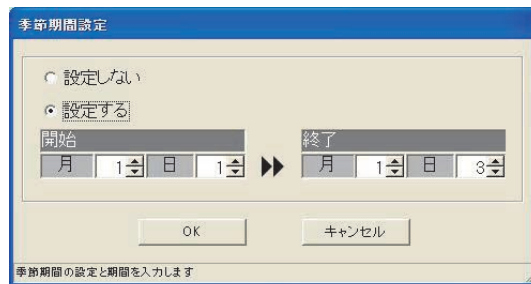 季節期間設定
設定しない
設定する
開始 終了
月 1 日 1 月 1 日 3
OK キャンセル
季節期間の設定と期間を入力します